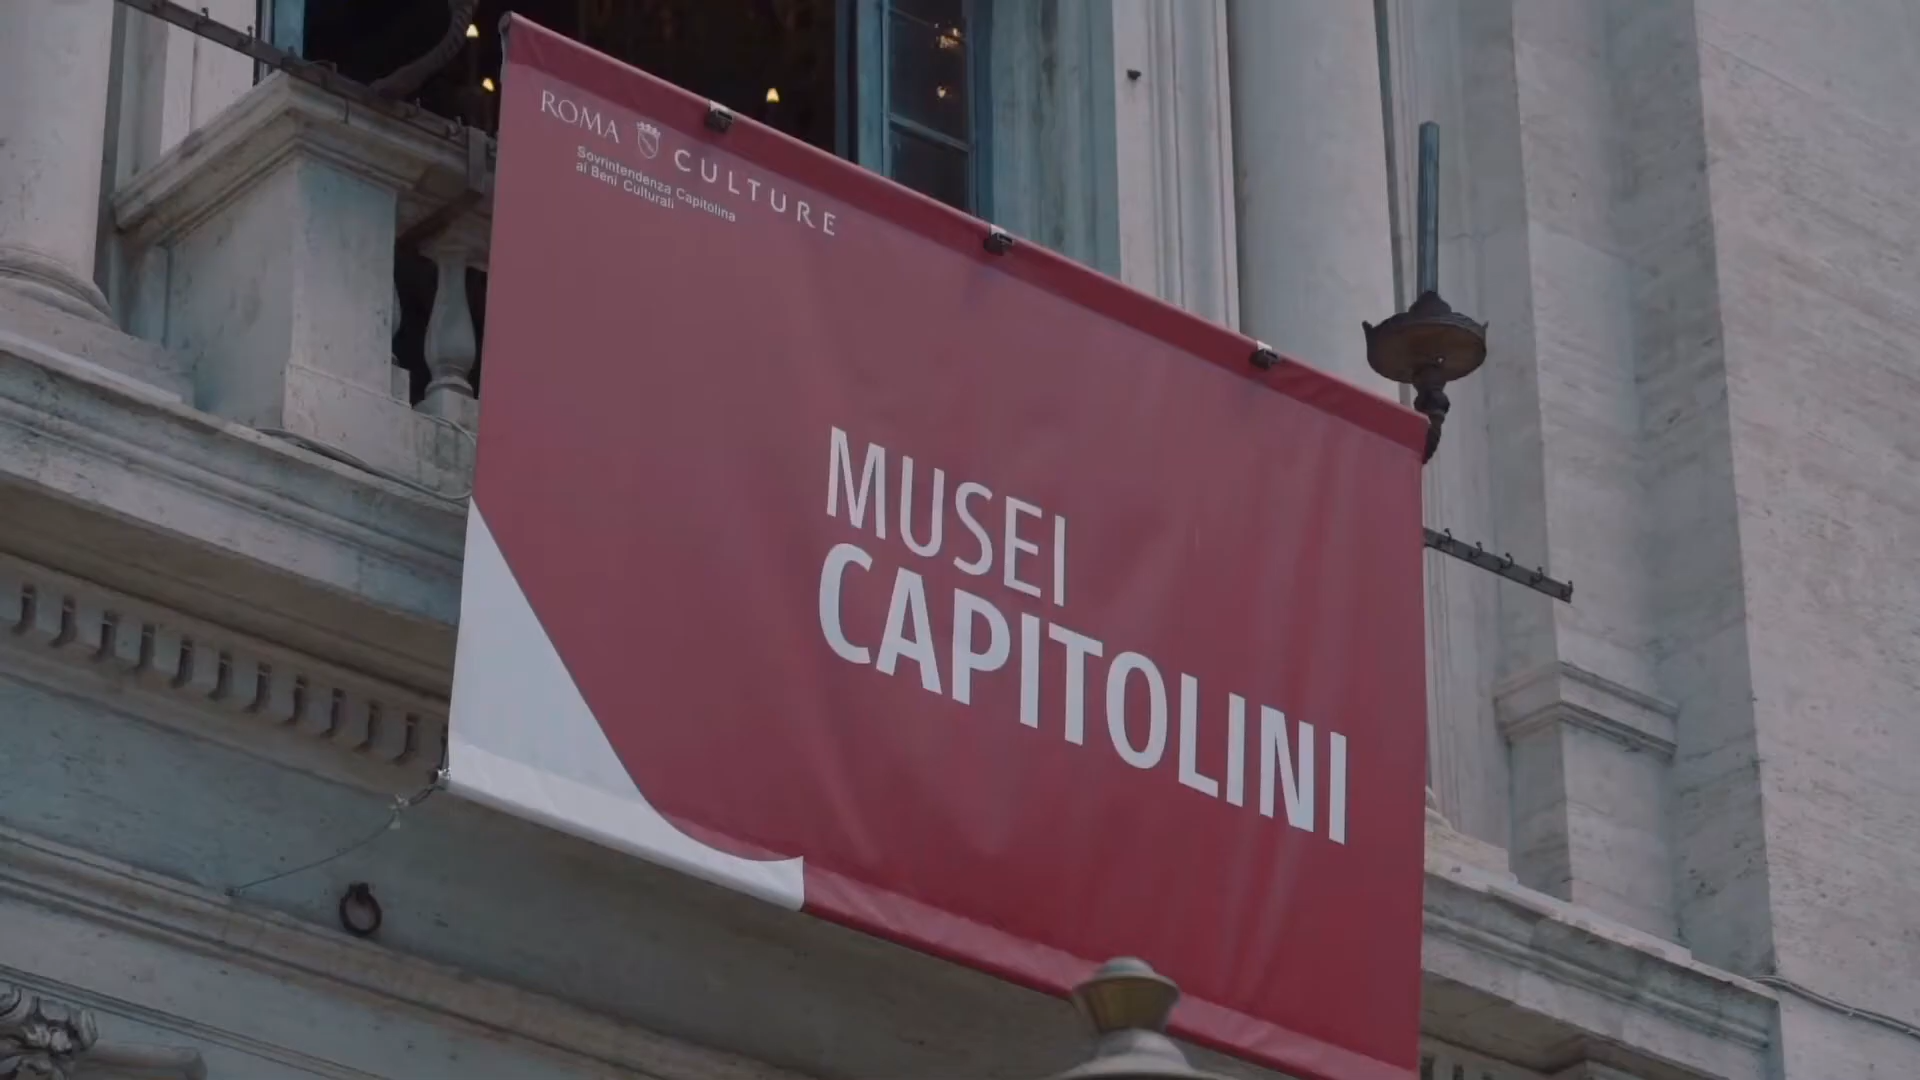 ROMA CULTURE
Sovrintendenza Capitolina
ai Beni Culturali
MUSEI
CAPITOLINI